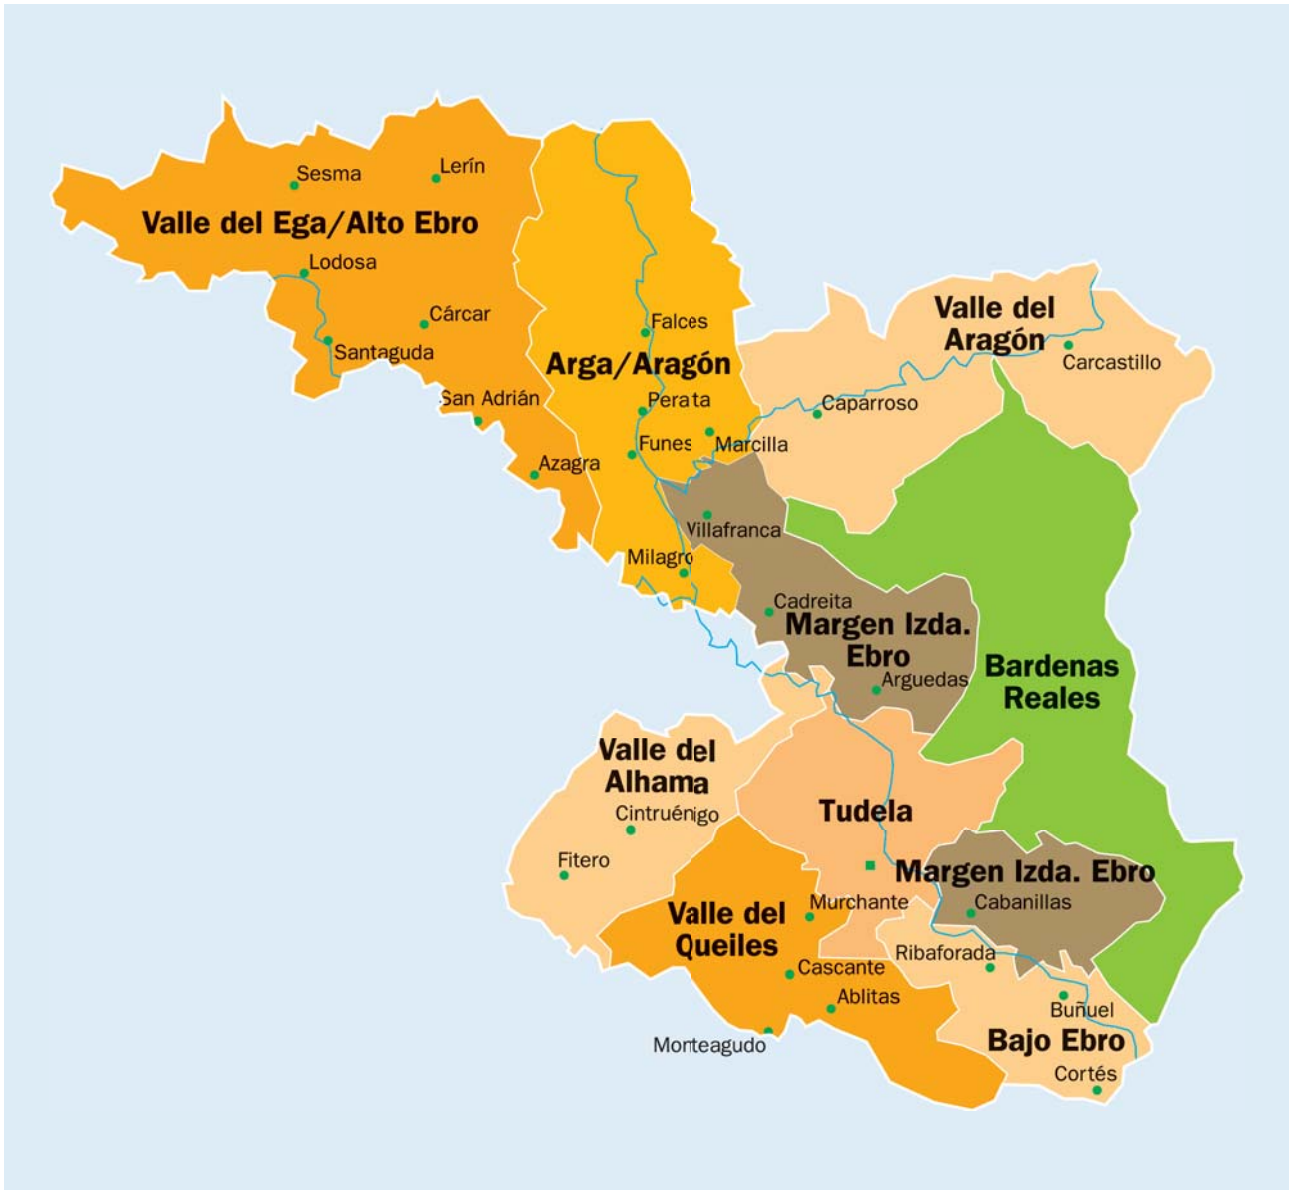 Sesma
Lerín
Valle del Ega/Alto Ebro
Lodosa
Cárcar
Santaguda
San Adrián
Azagra
Falces
Arga/Aragón
Perata
Funes
Marcilla
Milagro
Valle del
Aragón
Carcastillo
Caparroso
Villafranca
Cadreita
Margen Izda.
Ebro
Arguedas
Bardenas
Reales
Valle del
Alhama
Cintruénigo
Fitero
Tudela
Margen Izda. Ebro
Cabanillas
Valle del
Queiles
Murchante
Cascante
Ablitas
Monteagudo
Ribaforada
Buñuel
Bajo Ebro
Cortés